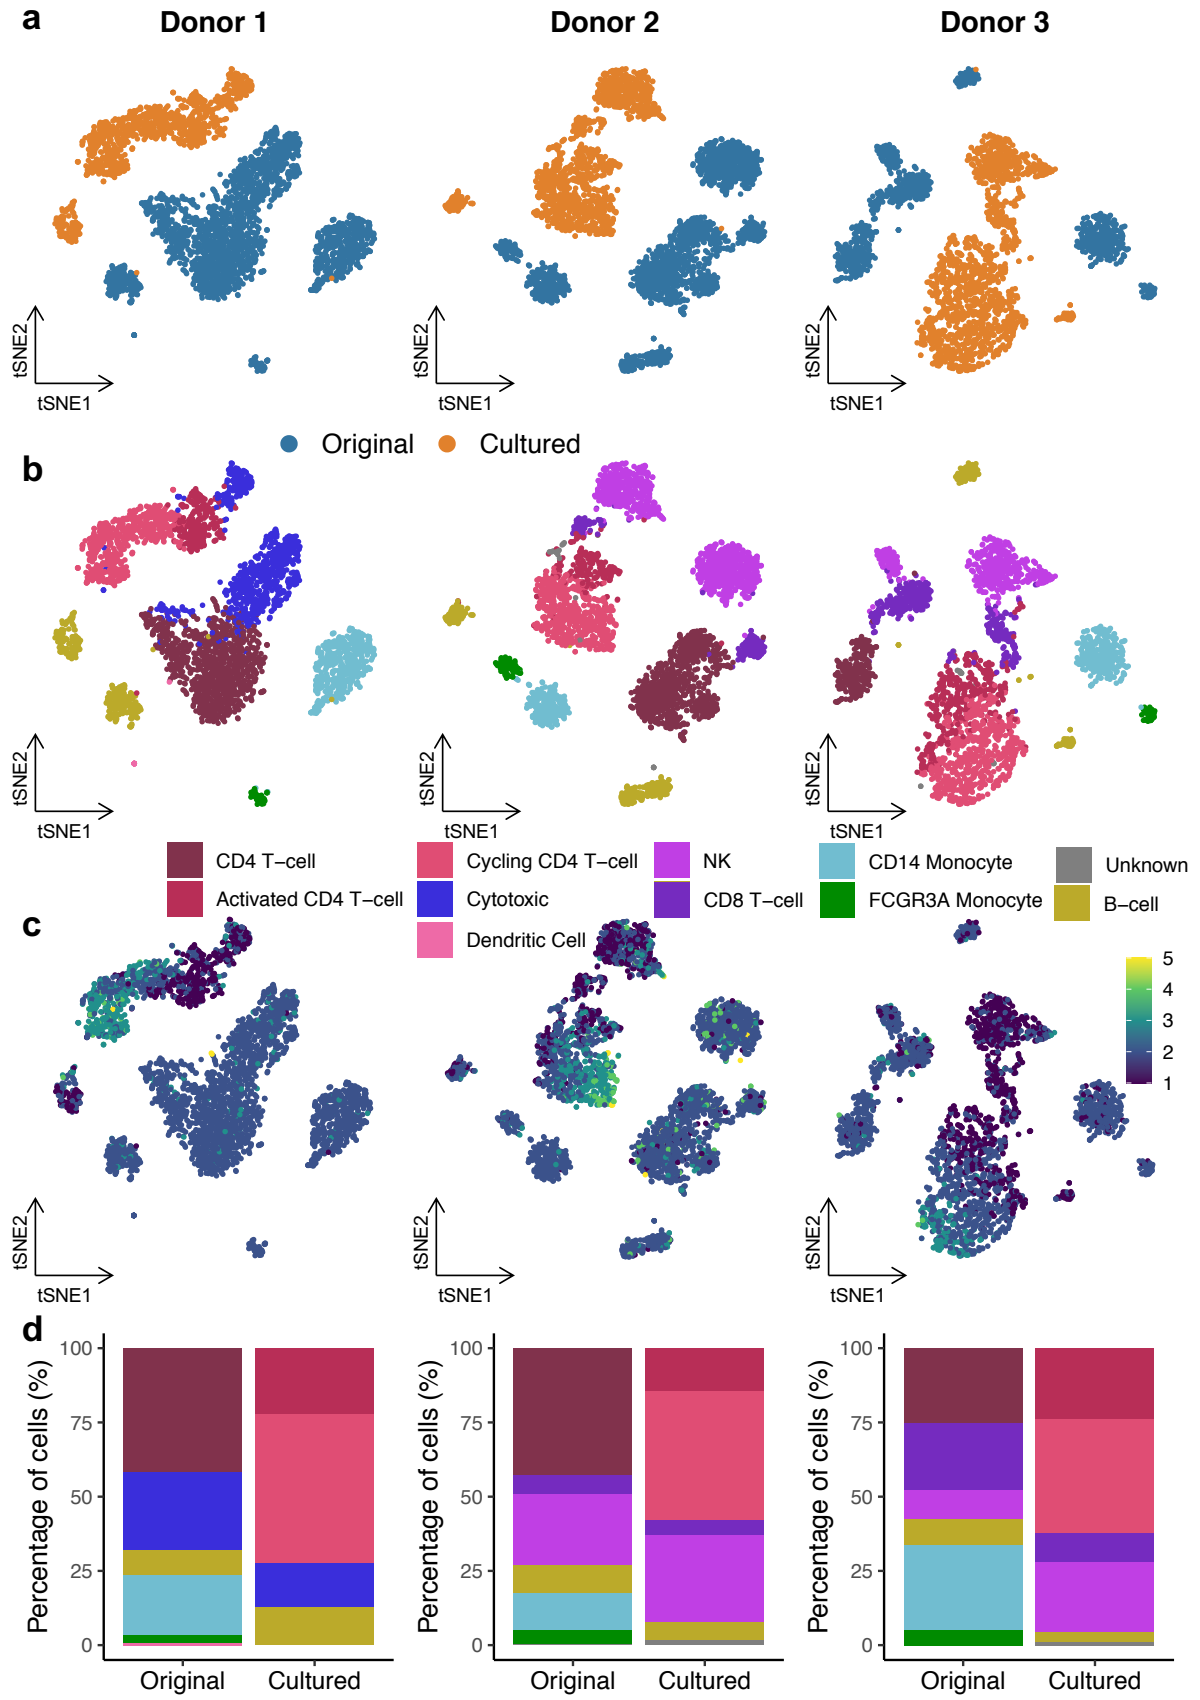 a
Donor 1
Donor 2
Donor 3
tSNE2
tSNE1
tSNE2
tSNE1
tSNE2
tSNE1
Original
Cultured
b
tSNE2
tSNE1
tSNE2
tSNE1
tSNE2
tSNE1
CD4 T−cell
Cycling CD4 T−cell
NK
CD14 Monocyte
Unknown
Activated CD4 T−cell
Cytotoxic
CD8 T−cell
FCGR3A Monocyte
B−cell
Dendritic Cell
c
5
4
3
2
1
tSNE2
tSNE1
tSNE2
tSNE1
tSNE2
tSNE1
d
Percentage of cells (%)
100
75
50
25
0
Original
Cultured
Percentage of cells (%)
100
75
50
25
0
Original
Cultured
Percentage of cells (%)
100
75
50
25
0
Original
Cultured